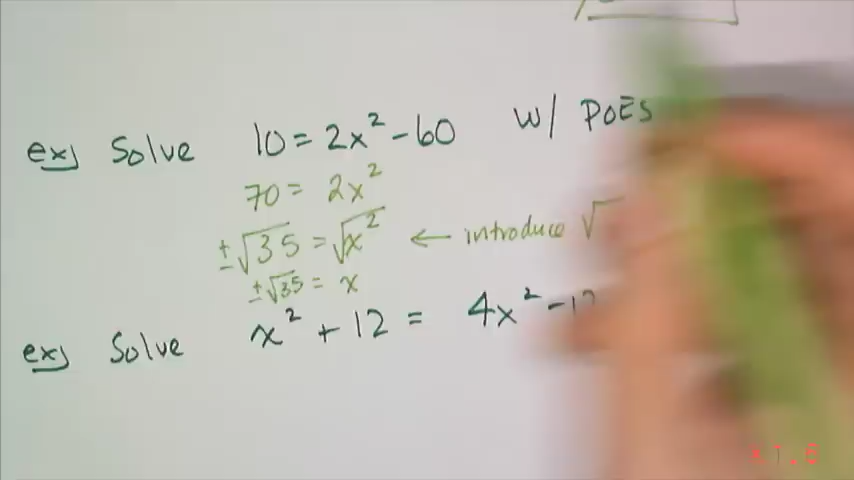 ex) Solve 10 = 2x² - 60 w/ PoES
70 = 2x²
±√35 = √x² ← introduce √
±√35 = x
ex) Solve x² + 12 = 4x² -